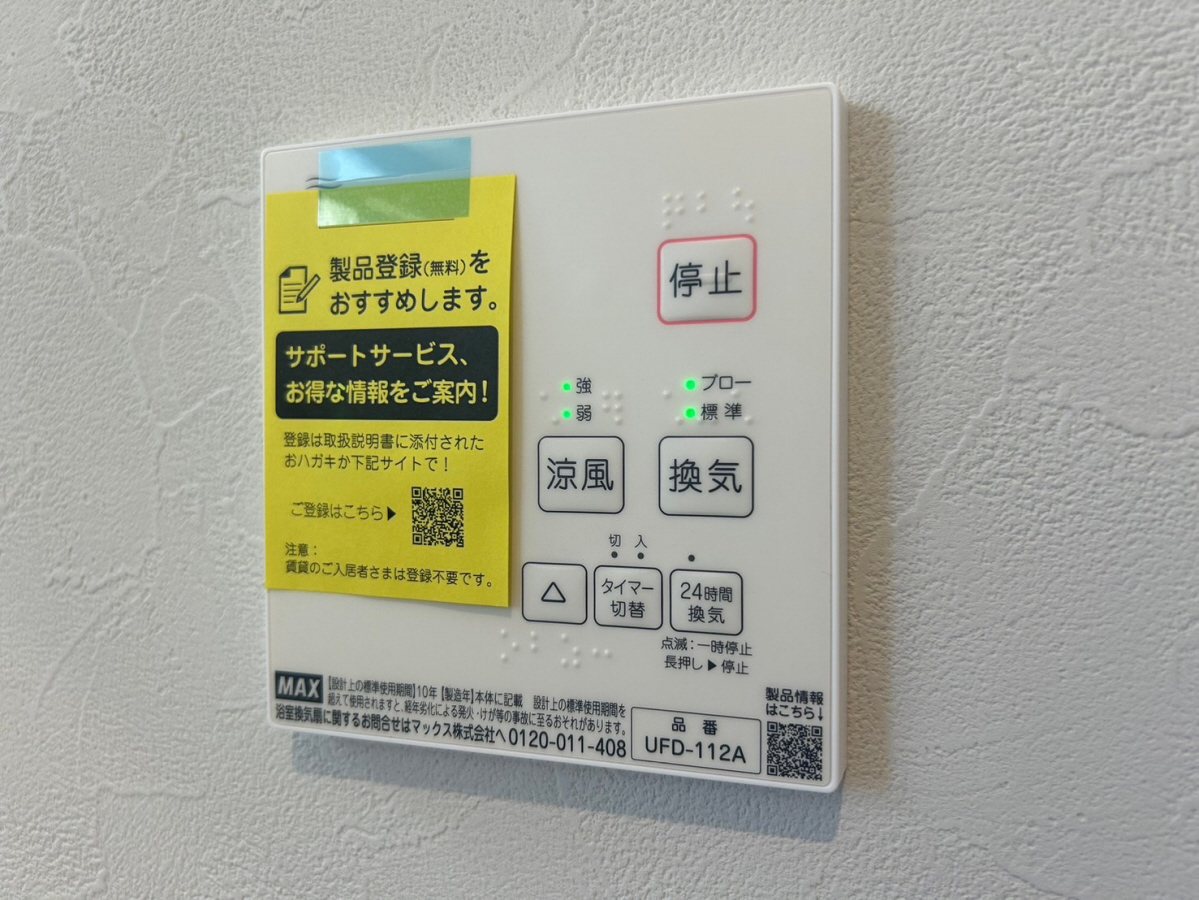 製品登録(無料)を
おすすめします。
サポートサービス、
お得な情報をご案内!
登録は取扱説明書に添付された
おハガキか下記サイトで!
ご登録はこちら▶
注意:
賃貸のご入居者さまは登録不要です。
停止
強
弱
ブロー
標準
涼風
換気
切 入
△
タイマー
切替
24時間
換気
点滅:一時停止
長押し▶停止
MAX
【設計上の標準使用期間】10年【製造年】本体に記載 設計上の標準使用期間を
超えて使用されますと、経年劣化による発火・けが等の事故に至るおそれがあります。
浴室換気扇に関するお問合せはマックス株式会社へ 0120-011-408
品番
UFD-112A
製品情報
はこちら↓